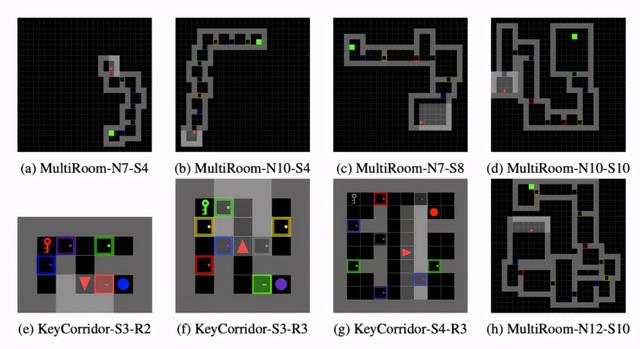 (a) MultiRoom-N7-S4
(b) MultiRoom-N10-S4
(c) MultiRoom-N7-S8
(d) MultiRoom-N10-S10
(e) KeyCorridor-S3-R2
(f) KeyCorridor-S3-R3
(g) KeyCorridor-S4-R3
(h) MultiRoom-N12-S10